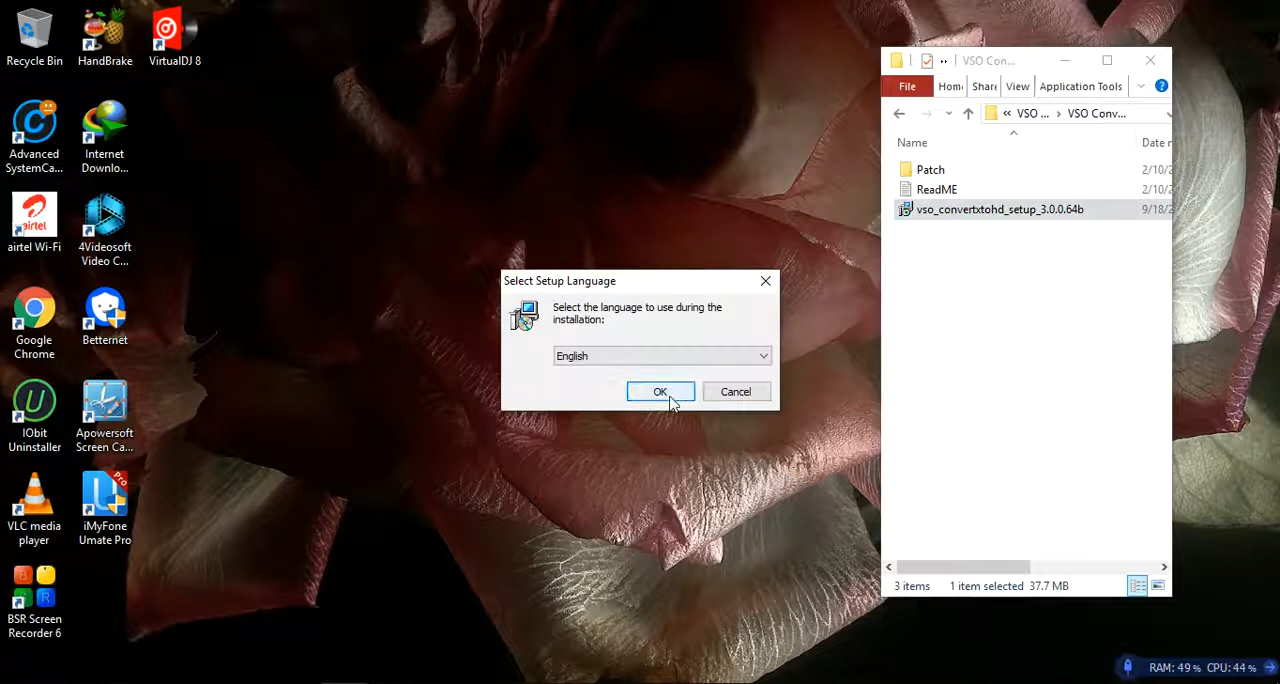 Recycle Bin
HandBrake
VirtualDJ 8
Advanced
SystemCa...
Internet
Downlo...
airtel
airtel Wi-Fi
4Videosoft
Video C...
Google
Chrome
Betternet
IObit
Uninstaller
Apowersoft
Screen Ca...
VLC media
player
Pro
iMyFone
Umate Pro
B
R
BSR Screen
Recorder 6
Select Setup Language
Select the language to use during the
installation:
English
OK
Cancel
VSO Con...
File
Share
View
Application Tools
?
« VSO ... › VSO Conv...
Name
Date
Patch
2/10/2
ReadME
2/10/2
vso_convertxtohd_setup_3.0.0.64b
9/18/2
3 items
1 item selected 37.7 MB
RAM: 49 % CPU: 44 %